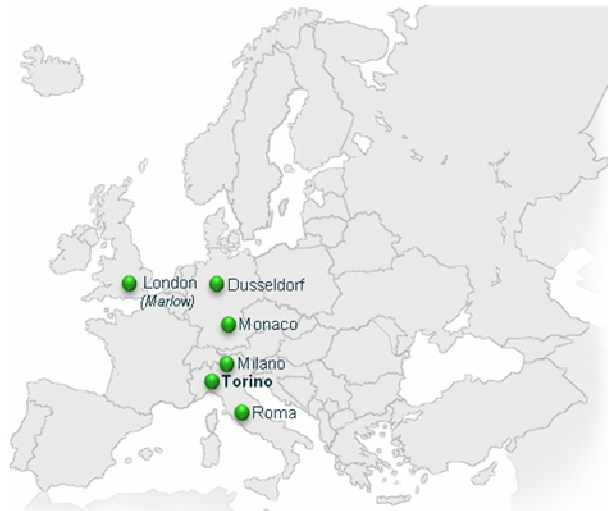 London
(Marlow)
Dusseldorf
Monaco
Milano
Torino
Roma